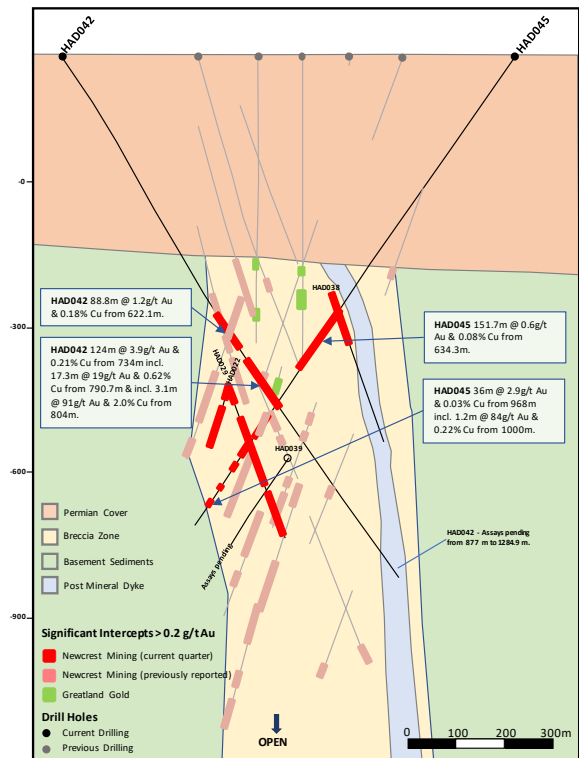 HAD042
HAD045
-0
HAD038
HAD042 88.8m @ 1.2g/t Au
& 0.18% Cu from 622.1m.
-300
HAD045 151.7m @ 0.6g/t
Au & 0.08% Cu from
634.3m.
HAD042 124m @ 3.9g/t Au &
0.21% Cu from 734m incl.
17.3m @ 19g/t Au & 0.62%
Cu from 790.7m & incl. 3.1m
@ 91g/t Au & 2.0% Cu from
804m.
HAD029
HAD022
HAD045 36m @ 2.9g/t Au
& 0.03% Cu from 968m
incl. 1.2m @ 84g/t Au &
0.22% Cu from 1000m.
HAD039
-600
Permian Cover
Breccia Zone
Basement Sediments
Post Mineral Dyke
Assays pending
HAD042 - Assays pending
from 877 m to 1284.9 m.
-900
Significant Intercepts > 0.2 g/t Au
Newcrest Mining (current quarter)
Newcrest Mining (previously reported)
Greatland Gold
Drill Holes
Current Drilling
Previous Drilling
OPEN
0 100 200 300m